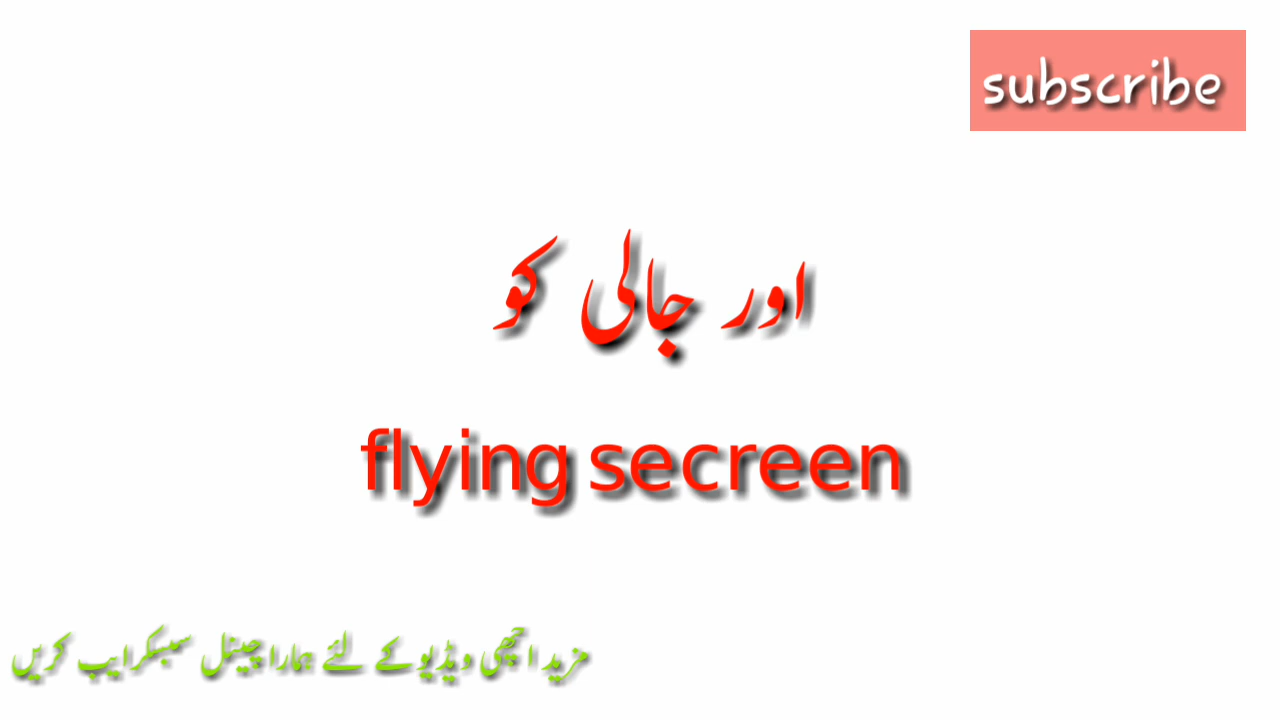 subscribe
اور جالی کو
flying secreen
مزید اچھی ویڈیو کے لئے ہمارا چینل سبسکرایب کریں